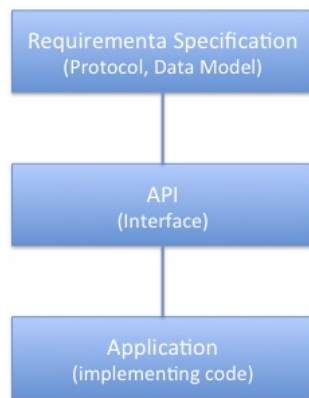 Requirementa Specification
(Protocol, Data Model)
API
(Interface)
Application
(implementing code)